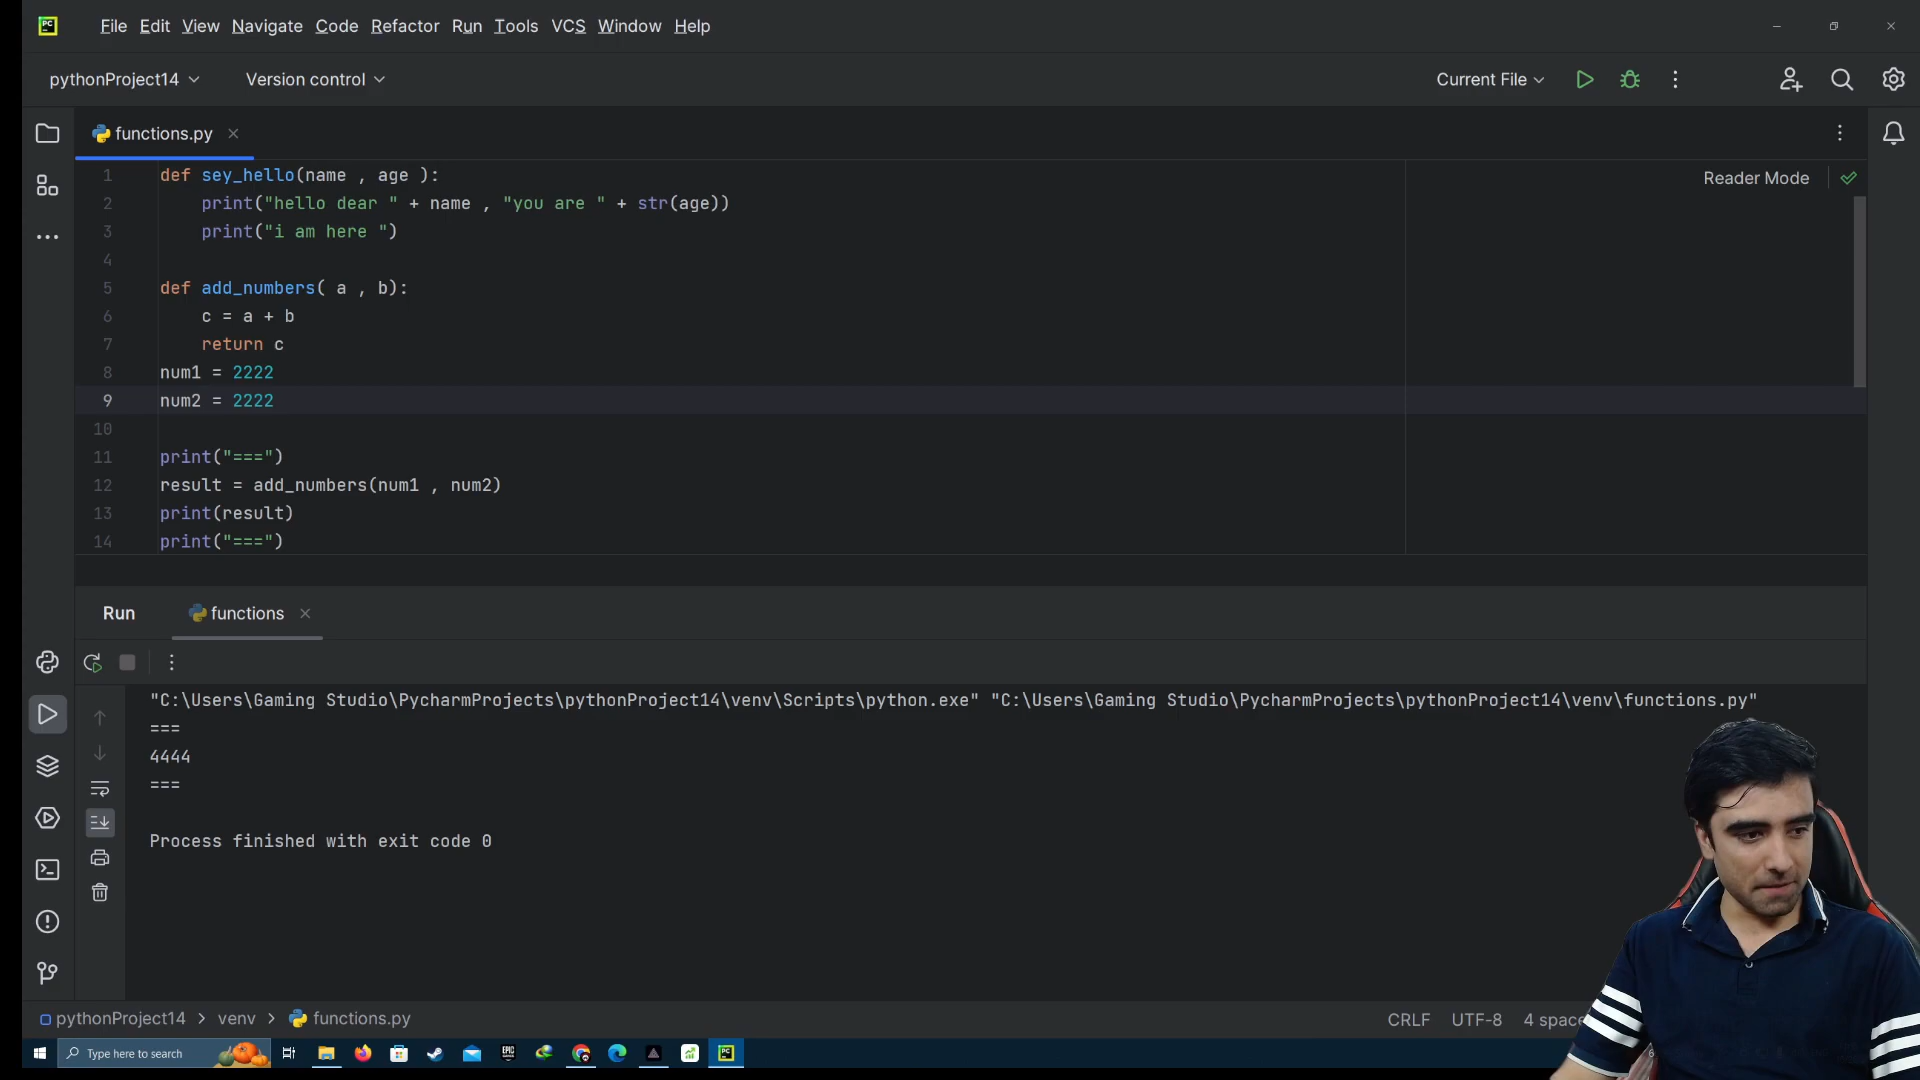 PC File Edit View Navigate Code Refactor Run Tools VCS Window Help
pythonProject14 Version control Current File
functions.py
Reader Mode
1 def sey_hello(name , age ):
2 print("hello dear " + name , "you are " + str(age))
3 print("i am here ")
4
5 def add_numbers( a , b):
6 c = a + b
7 return c
8 num1 = 2222
9 num2 = 2222
10
11 print("===")
12 result = add_numbers(num1 , num2)
13 print(result)
14 print("===")
Run functions
"C:\Users\Gaming Studio\PycharmProjects\pythonProject14\venv\Scripts\python.exe" "C:\Users\Gaming Studio\PycharmProjects\pythonProject14\venv\functions.py"
===
4444
===
Process finished with exit code 0
pythonProject14 > venv > functions.py CRLF UTF-8 4
Type here to search EPIC PC